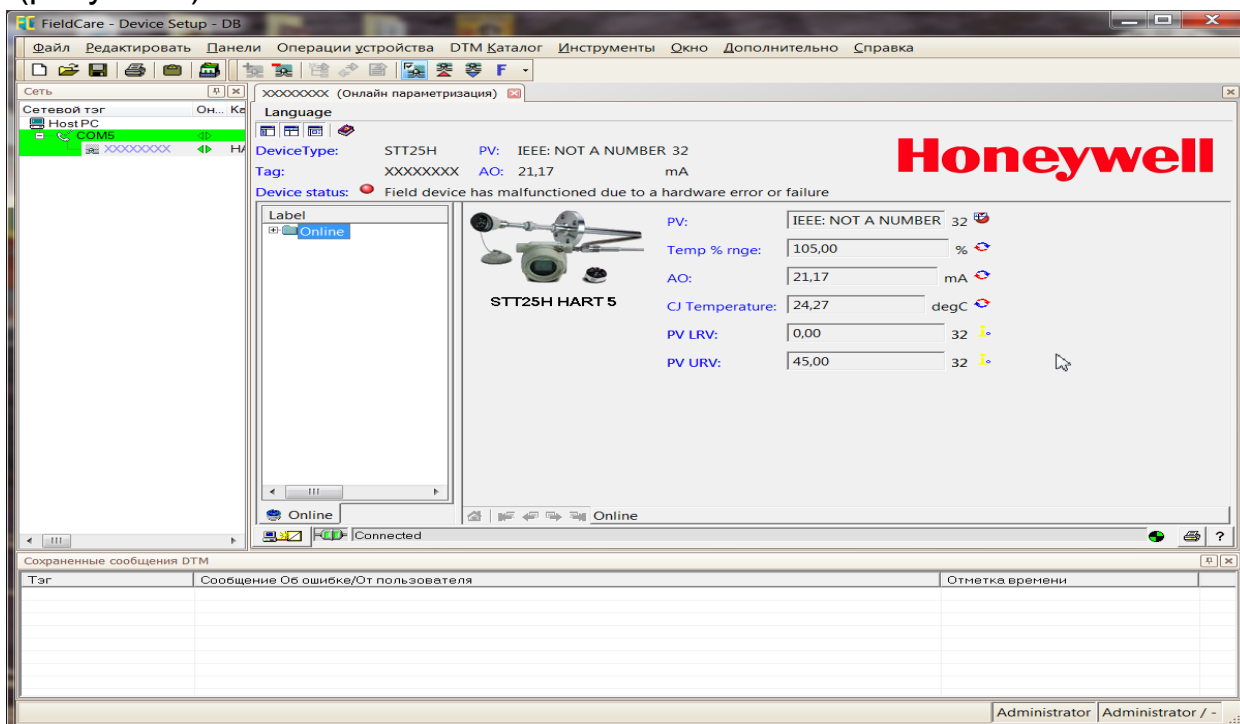 FieldCare - Device Setup - DB
Файл Редактировать Панели Операции устройства DTM Каталог Инструменты Окно Дополнительно Справка
F
Сеть
Сетевой тэг Он... Ка
Host PC
COM5
XXXXXXXX HA
XXXXXXXX (Онлайн параметризация)
Language
DeviceType: STT25H PV: IEEE: NOT A NUMBER 32
Tag: XXXXXXXX AO: 21,17 mA
Device status: Field device has malfunctioned due to a hardware error or failure
Honeywell
Label
Online
STT25H HART 5
PV: IEEE: NOT A NUMBER 32
Temp % rnge: 105,00 %
AO: 21,17 mA
CJ Temperature: 24,27 degC
PV LRV: 0,00 32
PV URV: 45,00 32
Online
Online
Connected
?
Сохраненные сообщения DTM
Тэг Сообщение Об ошибке/От пользователя Отметка времени
Administrator Administrator / -